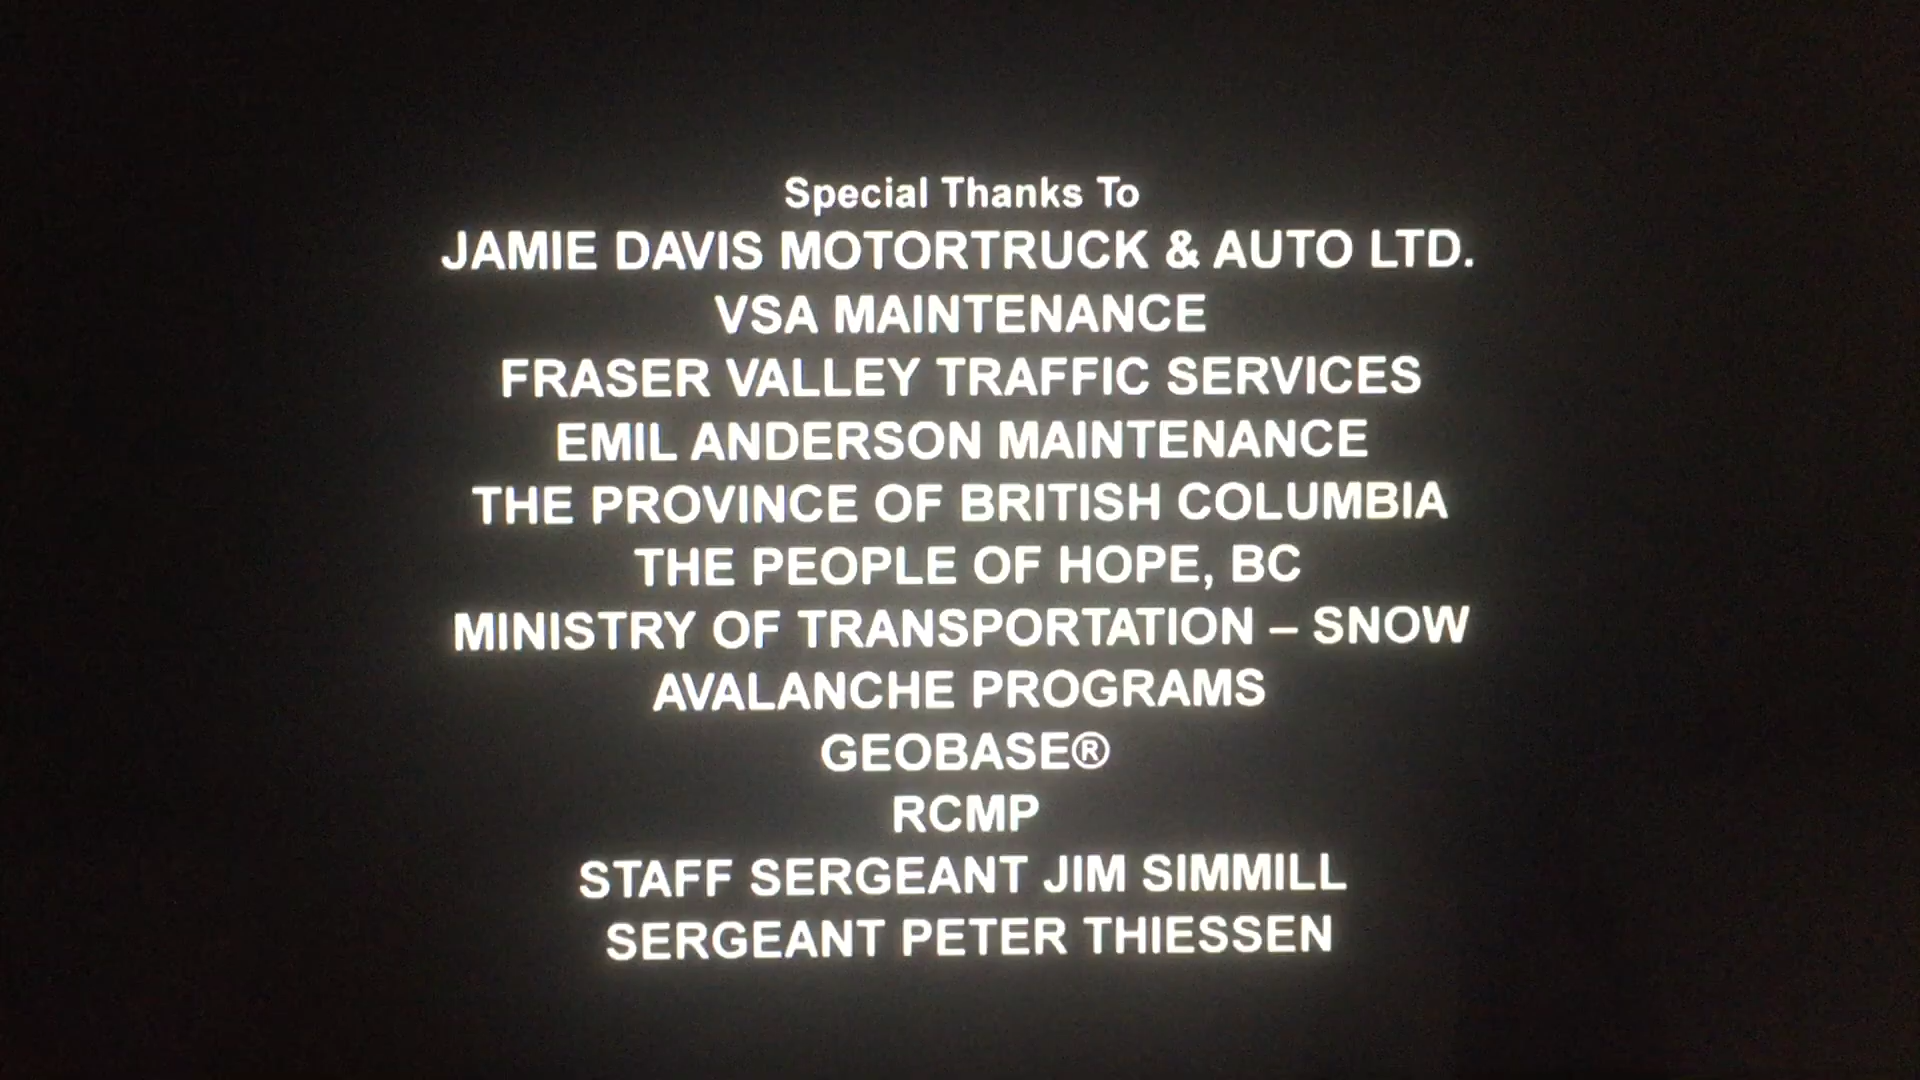 Special Thanks To
JAMIE DAVIS MOTORTRUCK & AUTO LTD.
VSA MAINTENANCE
FRASER VALLEY TRAFFIC SERVICES
EMIL ANDERSON MAINTENANCE
THE PROVINCE OF BRITISH COLUMBIA
THE PEOPLE OF HOPE, BC
MINISTRY OF TRANSPORTATION – SNOW
AVALANCHE PROGRAMS
GEOBASE®
RCMP
STAFF SERGEANT JIM SIMMILL
SERGEANT PETER THIESSEN